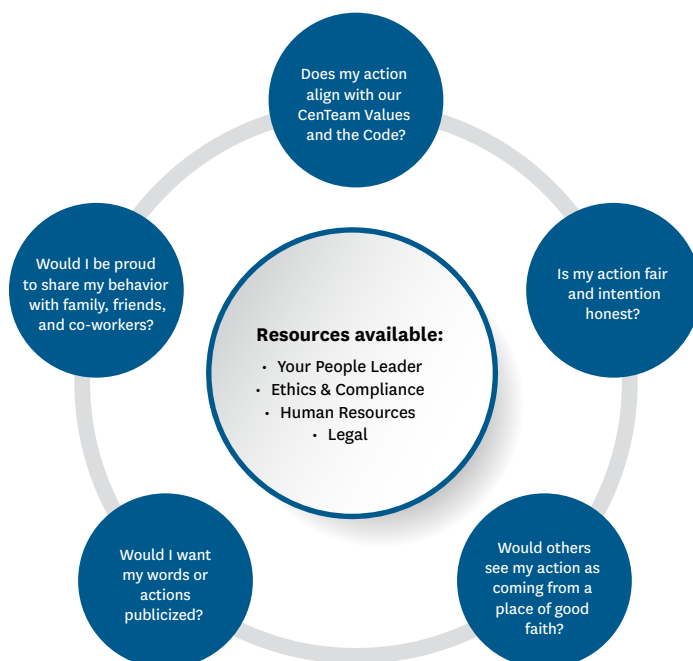 Does my action
align with our
CenTeam Values
and the Code?
Is my action fair
and intention
honest?
Would others
see my action as
coming from a
place of good
faith?
Would I want
my words or
actions
publicized?
Would I be proud
to share my behavior
with family, friends,
and co-workers?
Resources available:
• Your People Leader
• Ethics & Compliance
• Human Resources
• Legal